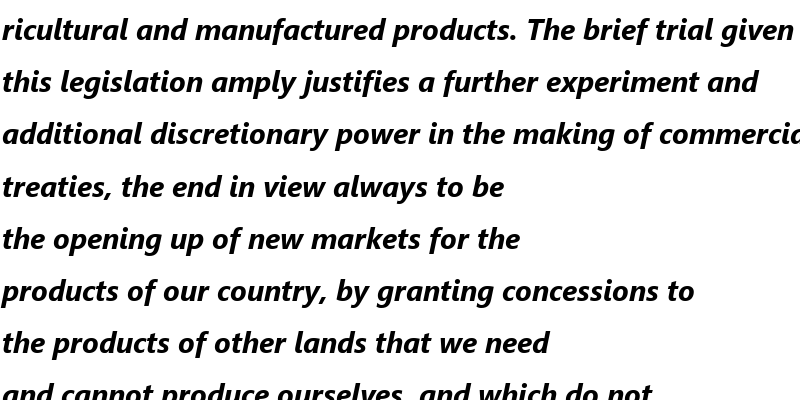 ricultural and manufactured products. The brief trial given
this legislation amply justifies a further experiment and
additional discretionary power in the making of commercia
treaties, the end in view always to be
the opening up of new markets for the
products of our country, by granting concessions to
the products of other lands that we need
and cannot produce ourselves, and which do not